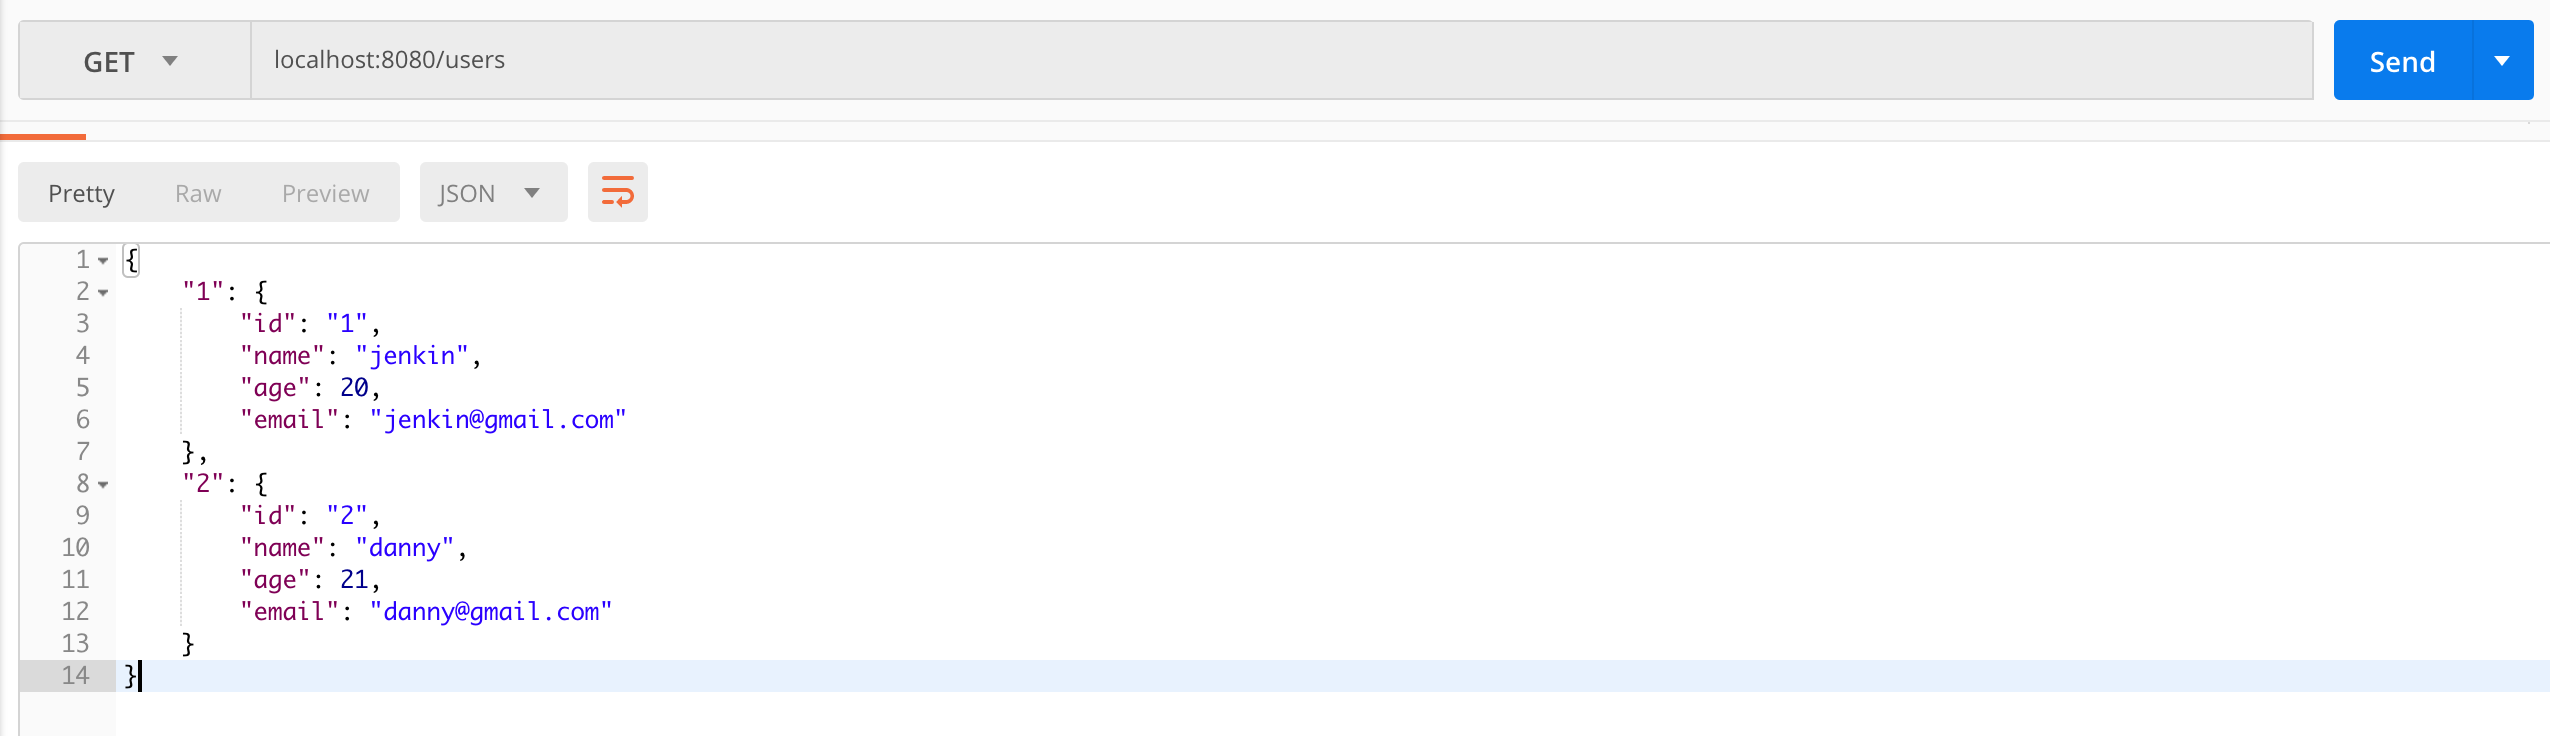 GET localhost:8080/users Send
Pretty Raw Preview JSON
1 {
2     "1": {
3         "id": "1",
4         "name": "jenkin",
5         "age": 20,
6         "email": "jenkin@gmail.com"
7     },
8     "2": {
9         "id": "2",
10         "name": "danny",
11         "age": 21,
12         "email": "danny@gmail.com"
13     }
14 }